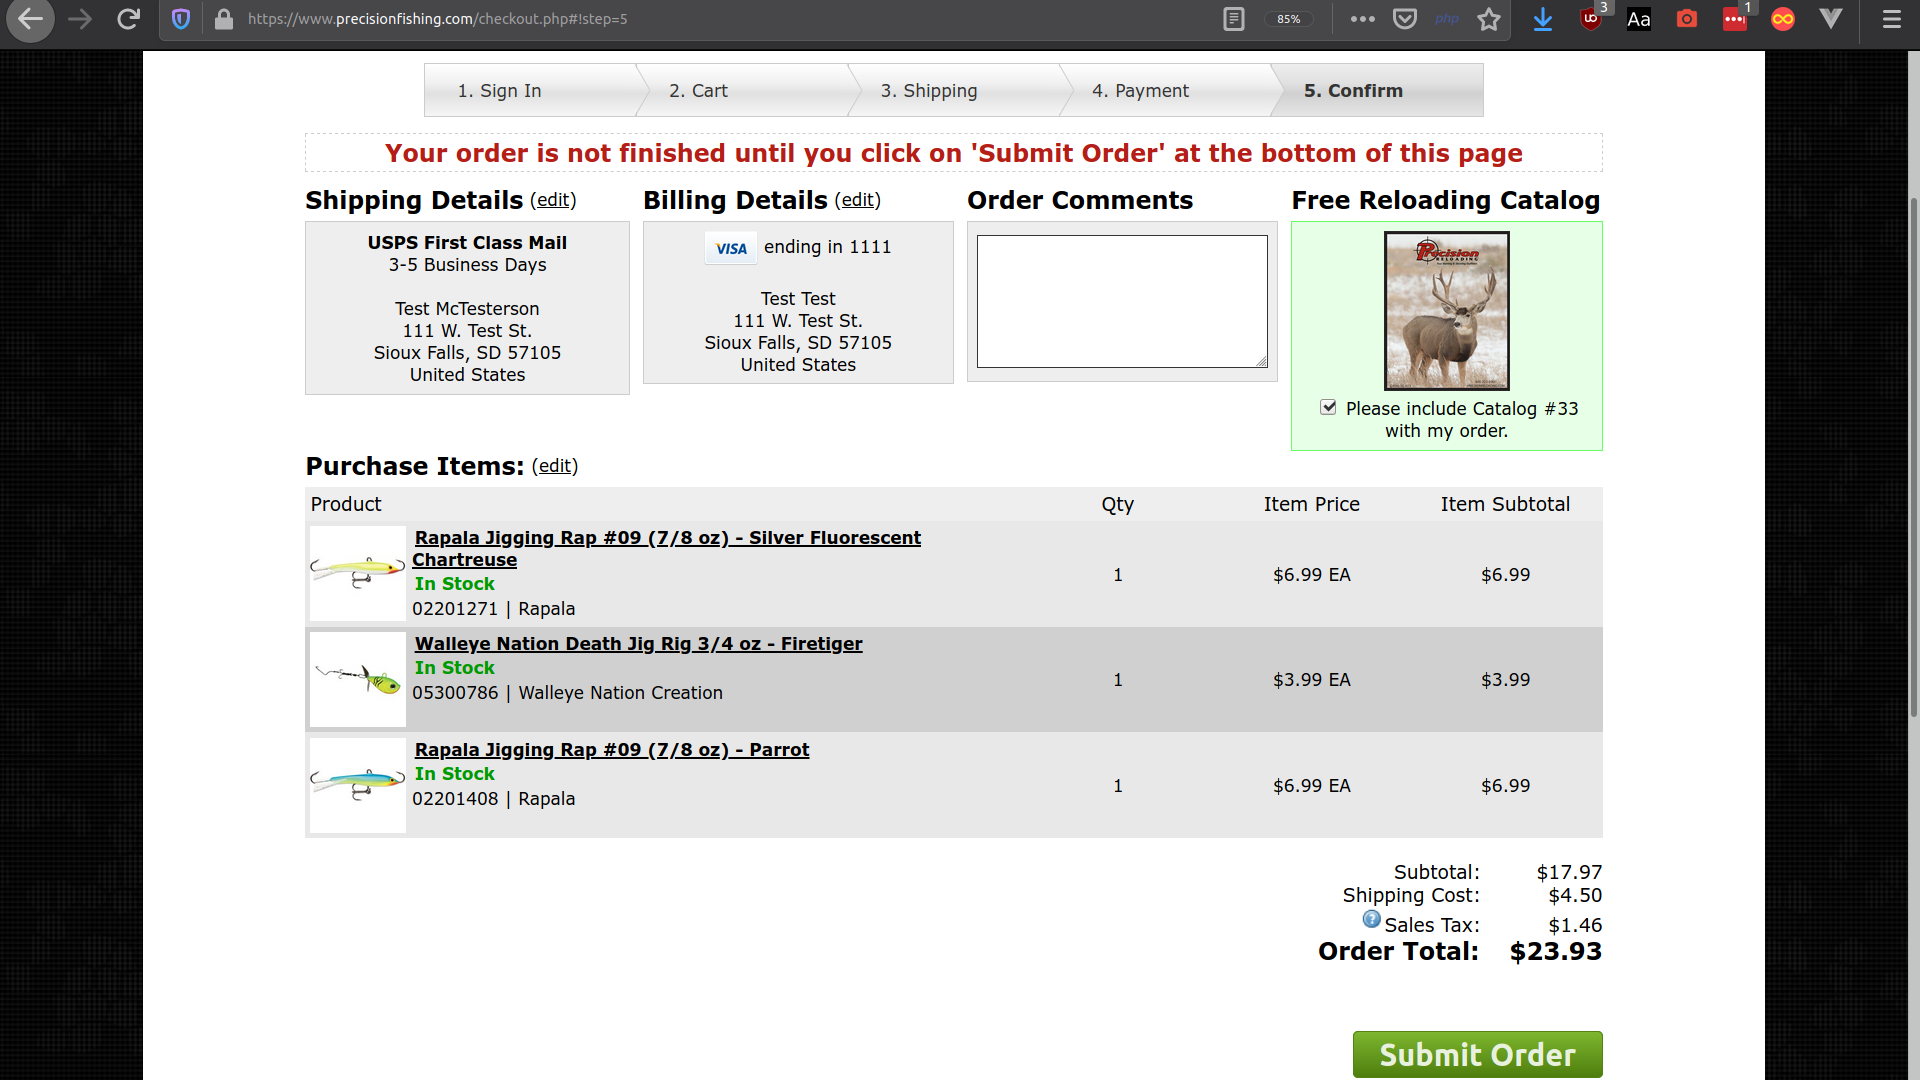 https://www.precisionfishing.com/checkout.php#!step=5
85%
php
3
Aa
1
1. Sign In
2. Cart
3. Shipping
4. Payment
5. Confirm
Your order is not finished until you click on 'Submit Order' at the bottom of this page
Shipping Details (edit)
USPS First Class Mail
3-5 Business Days
Test McTesterson
111 W. Test St.
Sioux Falls, SD 57105
United States
Billing Details (edit)
VISA ending in 1111
Test Test
111 W. Test St.
Sioux Falls, SD 57105
United States
Order Comments
Free Reloading Catalog
Precision
RELOADING
Please include Catalog #33
with my order.
Purchase Items: (edit)
Product Qty Item Price Item Subtotal
Rapala Jigging Rap #09 (7/8 oz) - Silver Fluorescent
Chartreuse
In Stock
02201271 | Rapala
1 $6.99 EA $6.99
Walleye Nation Death Jig Rig 3/4 oz - Firetiger
In Stock
05300786 | Walleye Nation Creation
1 $3.99 EA $3.99
Rapala Jigging Rap #09 (7/8 oz) - Parrot
In Stock
02201408 | Rapala
1 $6.99 EA $6.99
Subtotal: $17.97
Shipping Cost: $4.50
? Sales Tax: $1.46
Order Total: $23.93
Submit Order